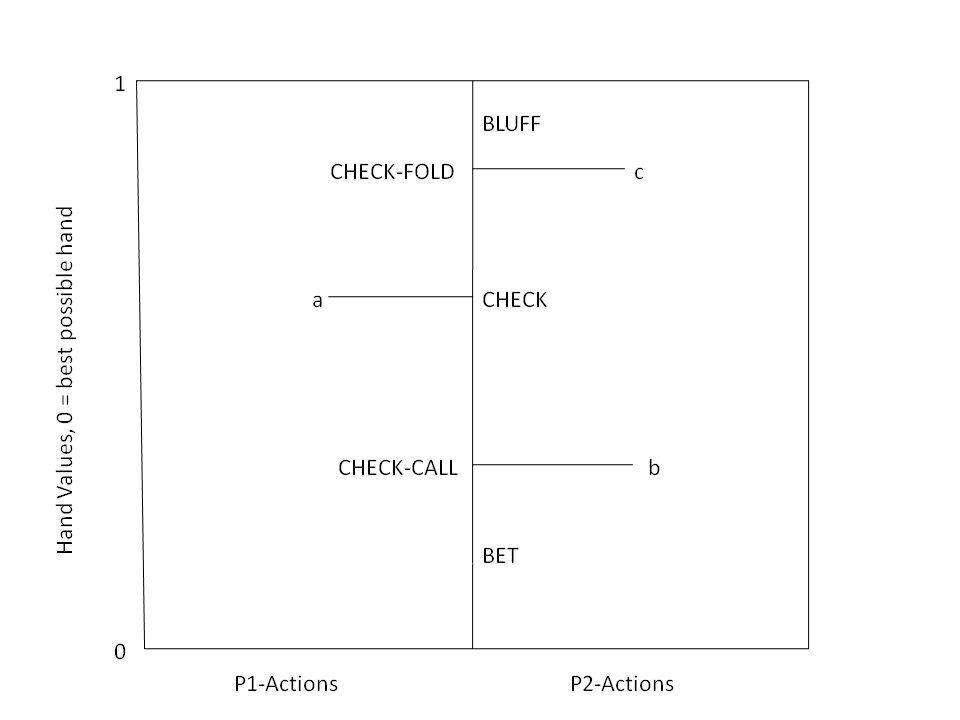 1
BLUFF
CHECK-FOLD
c
a
CHECK
CHECK-CALL
b
BET
0
Hand Values, 0 = best possible hand
P1-Actions
P2-Actions